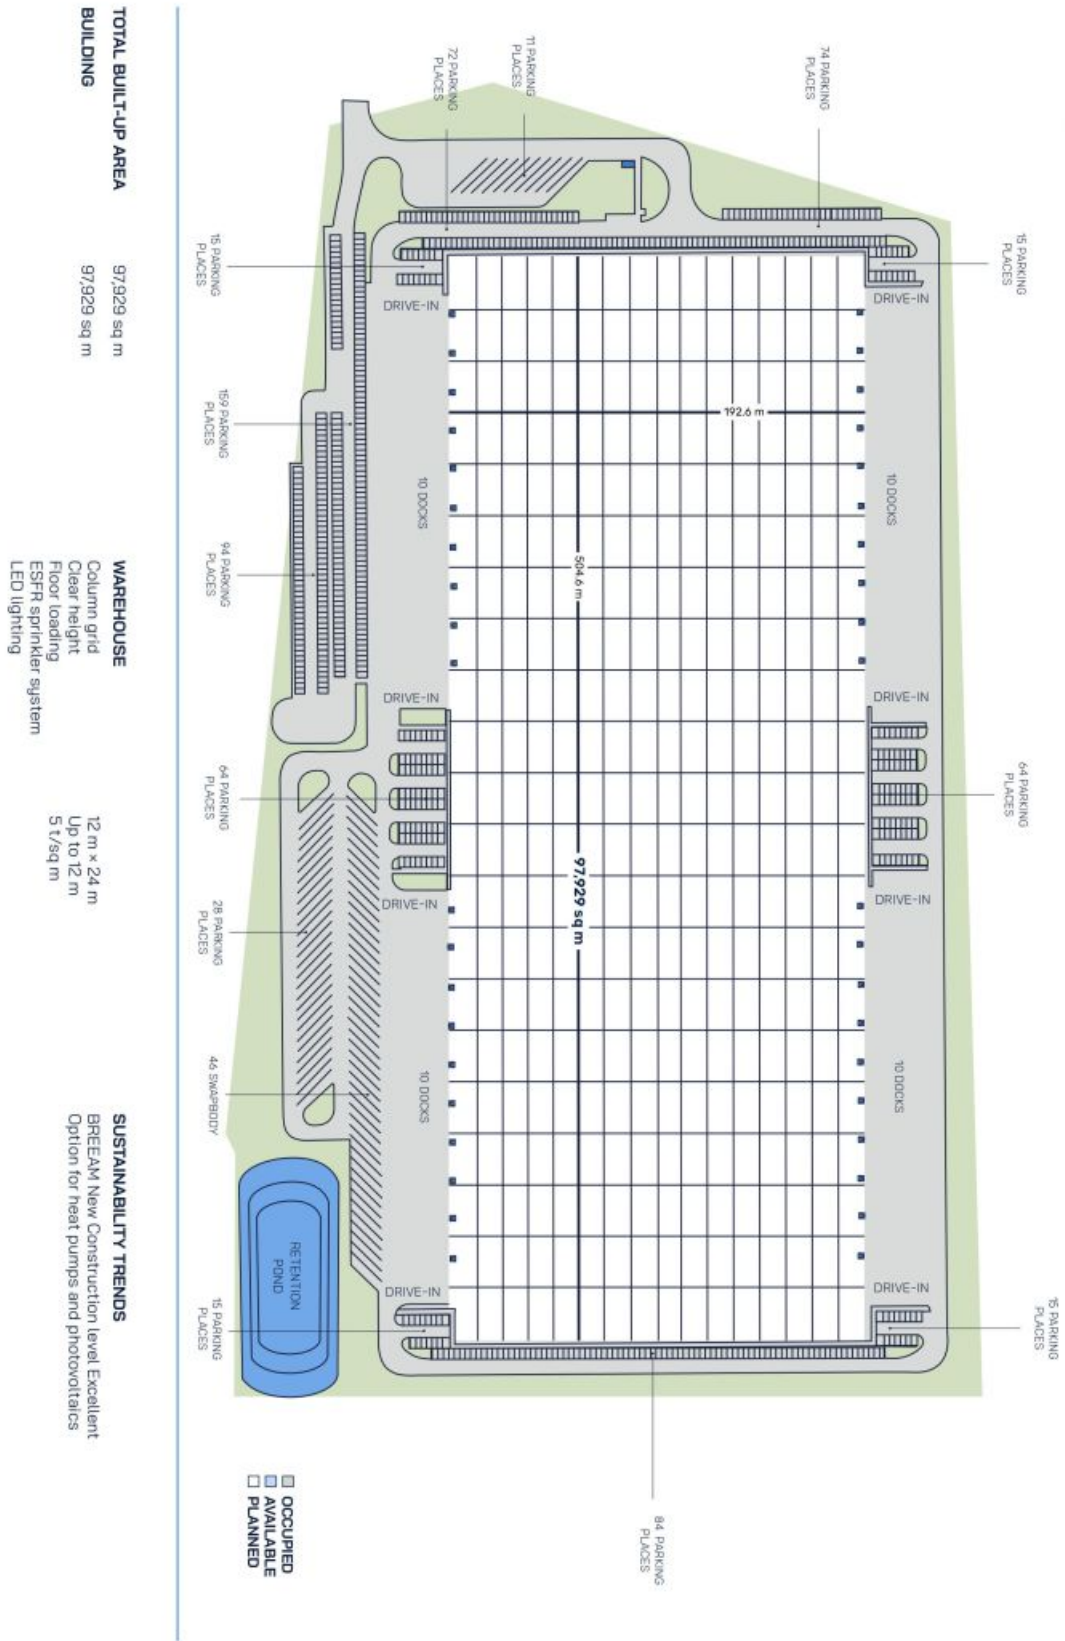 15 PARKING
PLACES
64 PARKING
PLACES
15 PARKING
PLACES
DRIVE-IN
10 DOCKS
DRIVE-IN
DRIVE-IN
10 DOCKS
DRIVE-IN
74 PARKING
PLACES
192.6 m
84 PARKING
PLACES
504.6 m
97,929 sq m
11 PARKING
PLACES
72 PARKING
PLACES
DRIVE-IN
10 DOCKS
DRIVE-IN
DRIVE-IN
10 DOCKS
DRIVE-IN
RETENTION
POND
15 PARKING
PLACES
159 PARKING
PLACES
94 PARKING
PLACES
64 PARKING
PLACES
28 PARKING
PLACES
46 SWAPBODY
15 PARKING
PLACES
OCCUPIED
AVAILABLE
PLANNED
TOTAL BUILT-UP AREA 97,929 sq m
BUILDING 97,929 sq m
WAREHOUSE
Column grid 12 m × 24 m
Clear height Up to 12 m
Floor loading 5 t/sq m
ESFR sprinkler system
LED lighting
SUSTAINABILITY TRENDS
BREEAM New Construction level Excellent
Option for heat pumps and photovoltaics